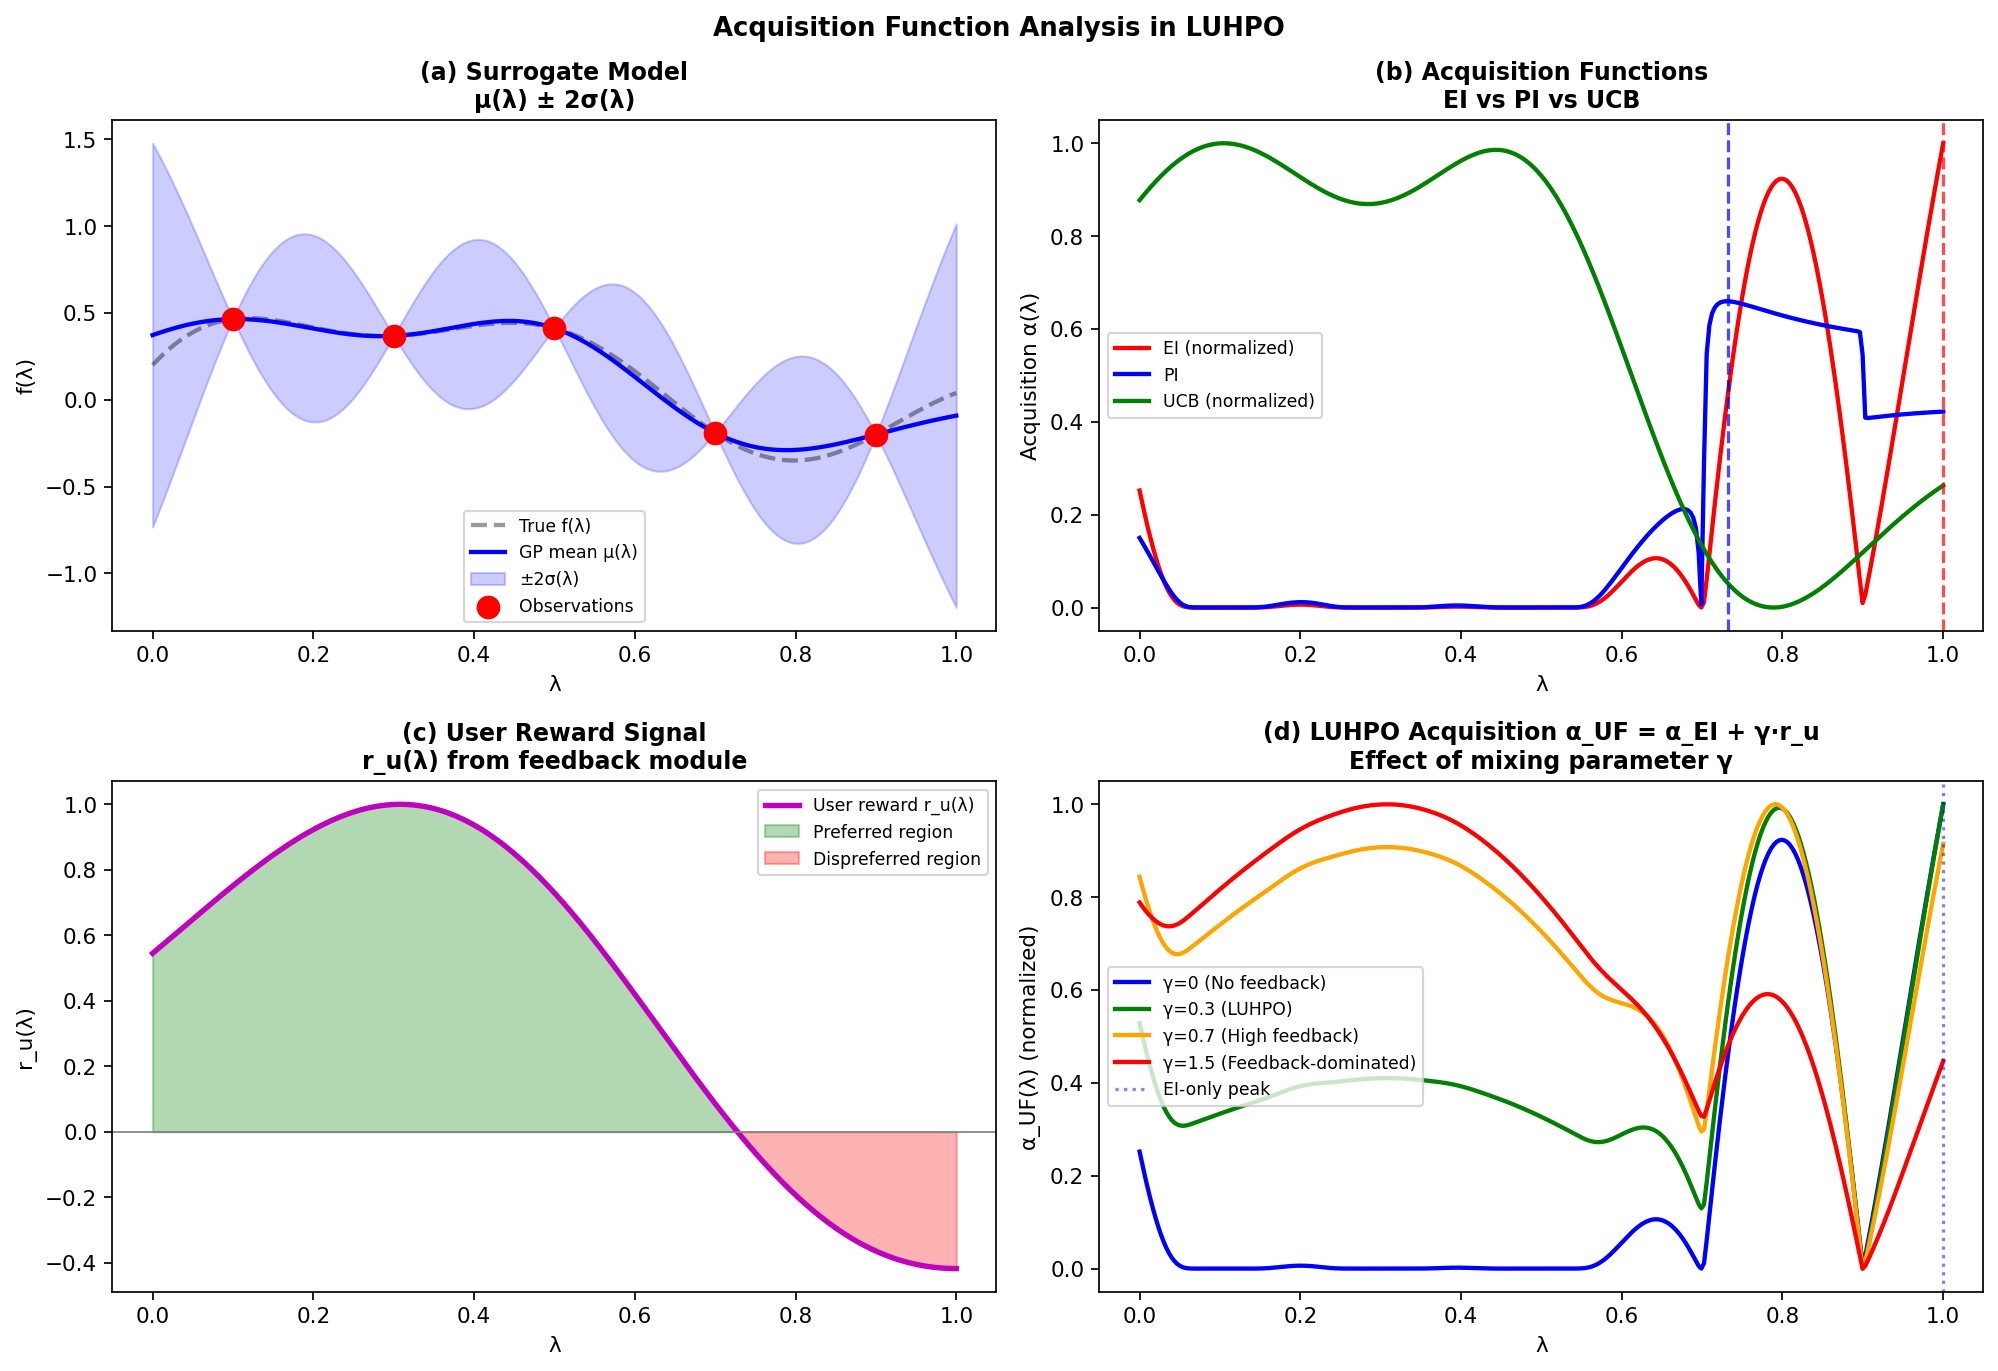 Acquisition Function Analysis in LUHPO
(a) Surrogate Model
μ(λ) ± 2σ(λ)
1.5
1.0
0.5
0.0
−0.5
−1.0
f(λ)
True f(λ)
GP mean μ(λ)
±2σ(λ)
Observations
0.0 0.2 0.4 0.6 0.8 1.0
λ
(b) Acquisition Functions
EI vs PI vs UCB
1.0
0.8
0.6
0.4
0.2
0.0
Acquisition α(λ)
EI (normalized)
PI
UCB (normalized)
0.0 0.2 0.4 0.6 0.8 1.0
λ
(c) User Reward Signal
r_u(λ) from feedback module
1.0
0.8
0.6
0.4
0.2
0.0
−0.2
−0.4
r_u(λ)
User reward r_u(λ)
Preferred region
Dispreferred region
0.0 0.2 0.4 0.6 0.8 1.0
λ
(d) LUHPO Acquisition α_UF = α_EI + γ·r_u
Effect of mixing parameter γ
1.0
0.8
0.6
0.4
0.2
0.0
α_UF(λ) (normalized)
γ=0 (No feedback)
γ=0.3 (LUHPO)
γ=0.7 (High feedback)
γ=1.5 (Feedback-dominated)
EI-only peak
0.0 0.2 0.4 0.6 0.8 1.0
λ